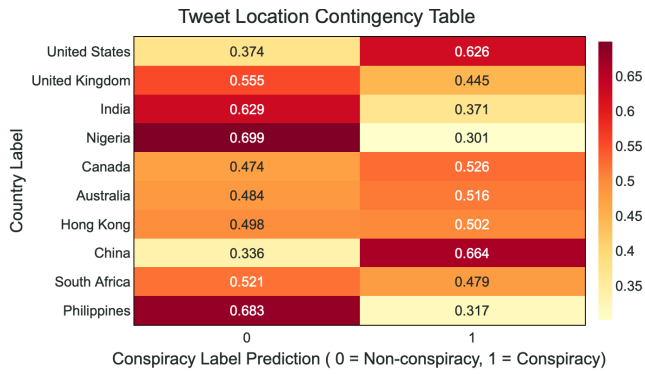 Tweet Location Contingency Table
United States 0.374 0.626
United Kingdom 0.555 0.445
India 0.629 0.371
Nigeria 0.699 0.301
Canada 0.474 0.526
Australia 0.484 0.516
Hong Kong 0.498 0.502
China 0.336 0.664
South Africa 0.521 0.479
Philippines 0.683 0.317
0 1
Conspiracy Label Prediction ( 0 = Non-conspiracy, 1 = Conspiracy)
Country Label
0.65
0.6
0.55
0.5
0.45
0.4
0.35